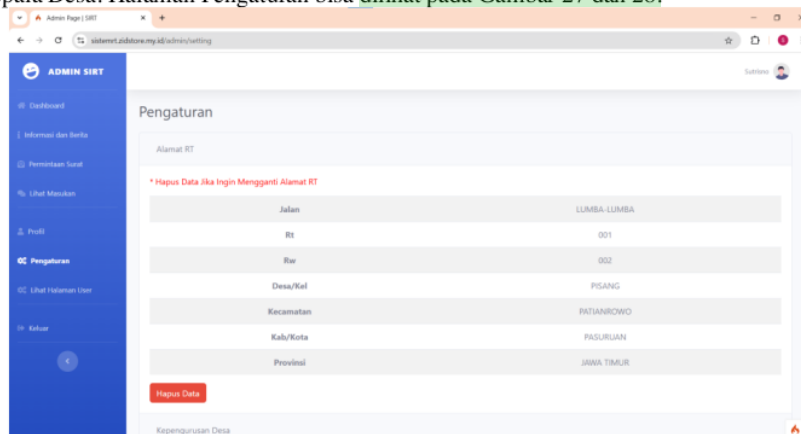 pala Desa. Halaman Pengaturan bisa dilihat pada Gambar 27 dan 28.
Admin Page | SIRT
sistemrt.zidstore.my.id/admin/setting
ADMIN SIRT
Sutrisno
Dashboard
Pengaturan
Informasi dan Berita
Alamat RT
Permintaan Surat
* Hapus Data Jika Ingin Mengganti Alamat RT
Lihat Masukan
Jalan LUMBA-LUMBA
Profil
Rt 001
Pengaturan
Rw 002
Lihat Halaman User
Desa/Kel PISANG
Kecamatan PATIANROWO
Keluar
Kab/Kota PASURUAN
Provinsi JAWA TIMUR
Hapus Data
Kepengurusan Desa